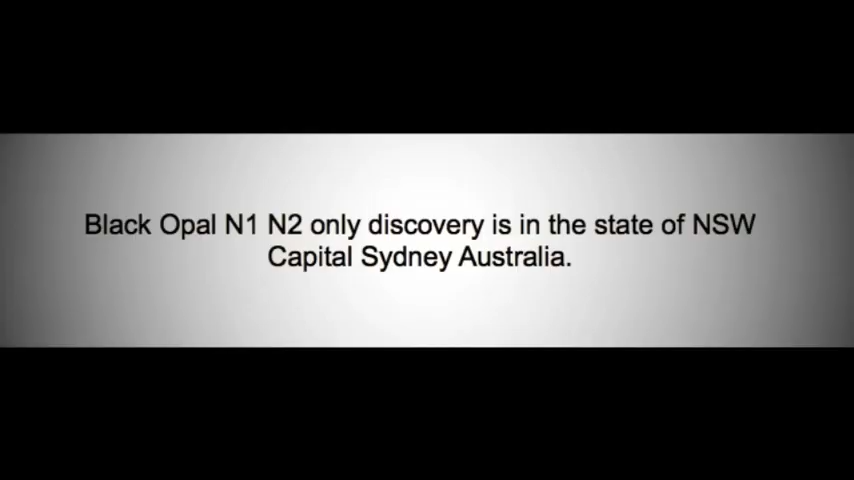 Black Opal N1 N2 only discovery is in the state of NSW
Capital Sydney Australia.